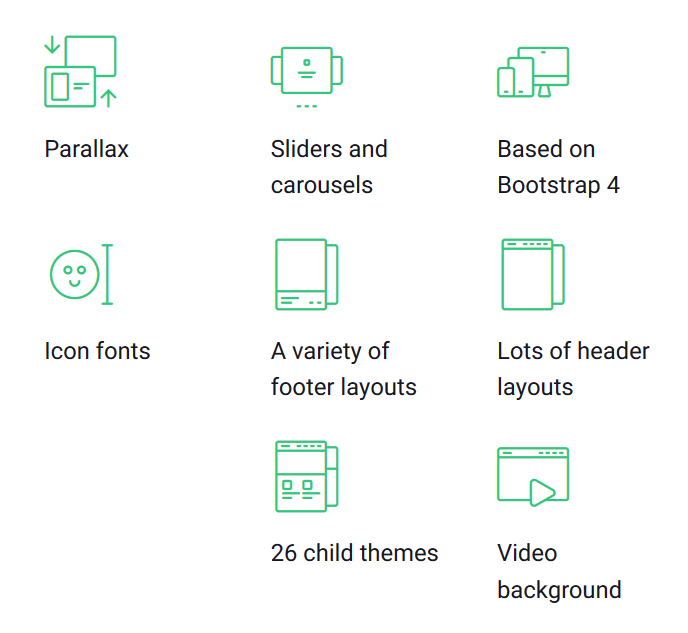 Parallax
Sliders and
carousels
Based on
Bootstrap 4
Icon fonts
A variety of
footer layouts
Lots of header
layouts
26 child themes
Video
background